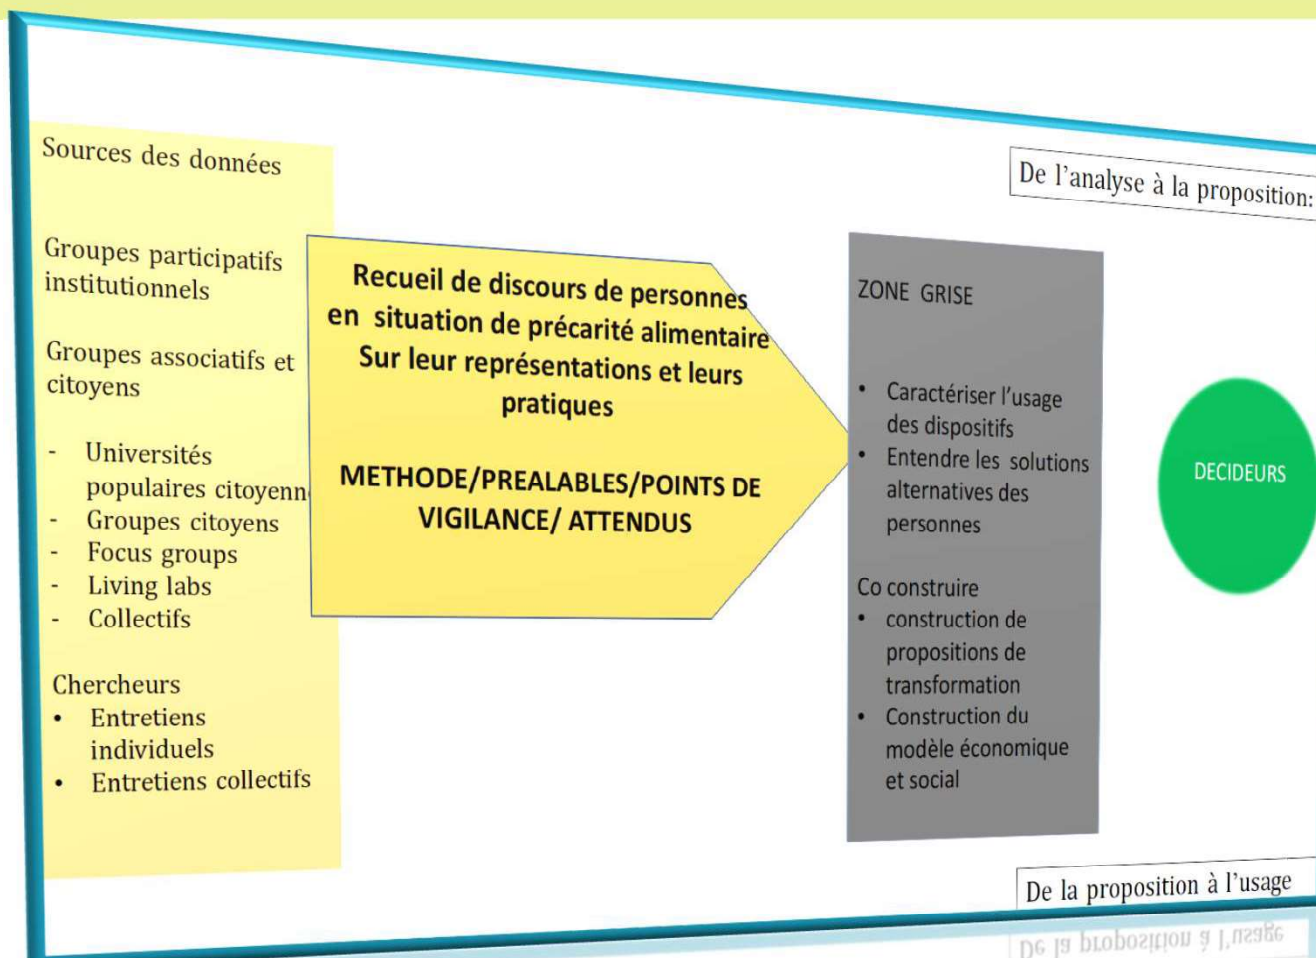 Sources des données
Groupes participatifs
institutionnels
Groupes associatifs et
citoyens
- Universités
populaires citoyenn
- Groupes citoyens
- Focus groups
- Living labs
- Collectifs
Chercheurs
• Entretiens
individuels
• Entretiens collectifs
Recueil de discours de personnes
en situation de précarité alimentaire
Sur leur représentations et leurs
pratiques
METHODE/PREALABLES/POINTS DE
VIGILANCE/ ATTENDUS
De l'analyse à la proposition:
ZONE GRISE
• Caractériser l'usage
des dispositifs
• Entendre les solutions
alternatives des
personnes
Co construire
• construction de
propositions de
transformation
• Construction du
modèle économique
et social
DECIDEURS
De la proposition à l'usage